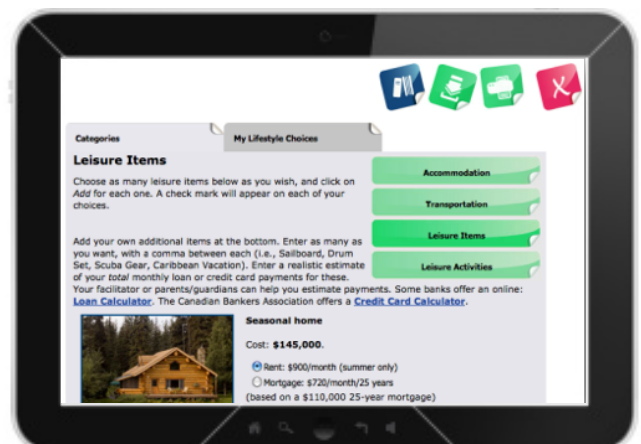 Categories
My Lifestyle Choices
Leisure Items
Choose as many leisure items below as you wish, and click on
Add for each one. A check mark will appear on each of your
choices.
Accommodation
Transportation
Leisure Items
Leisure Activities
Add your own additional items at the bottom. Enter as many as
you want, with a comma between each (i.e., Sailboard, Drum
Set, Scuba Gear, Caribbean Vacation). Enter a realistic estimate
of your total monthly loan or credit card payments for these.
Your facilitator or parents/guardians can help you estimate payments. Some banks offer an online:
Loan Calculator. The Canadian Bankers Association offers a Credit Card Calculator.
Seasonal home
Cost: $145,000.
Rent: $900/month (summer only)
Mortgage: $720/month/25 years
(based on a $110,000 25-year mortgage)